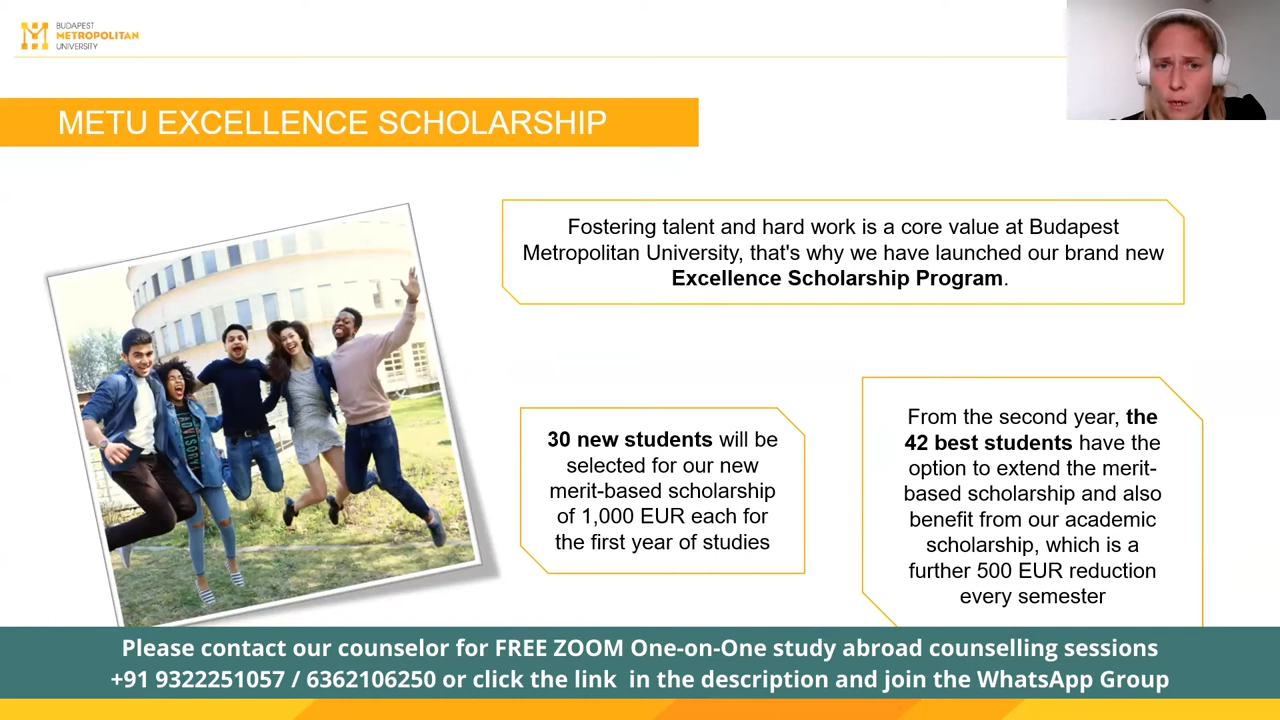 BUDAPEST
METROPOLITAN
UNIVERSITY
METU EXCELLENCE SCHOLARSHIP
Fostering talent and hard work is a core value at Budapest
Metropolitan University, that's why we have launched our brand new
Excellence Scholarship Program.
ADVISORY
30 new students will be
selected for our new
merit-based scholarship
of 1,000 EUR each for
the first year of studies
From the second year, the
42 best students have the
option to extend the merit-
based scholarship and also
benefit from our academic
scholarship, which is a
further 500 EUR reduction
every semester
Please contact our counselor for FREE ZOOM One-on-One study abroad counselling sessions
+91 9322251057 / 6362106250 or click the link in the description and join the WhatsApp Group